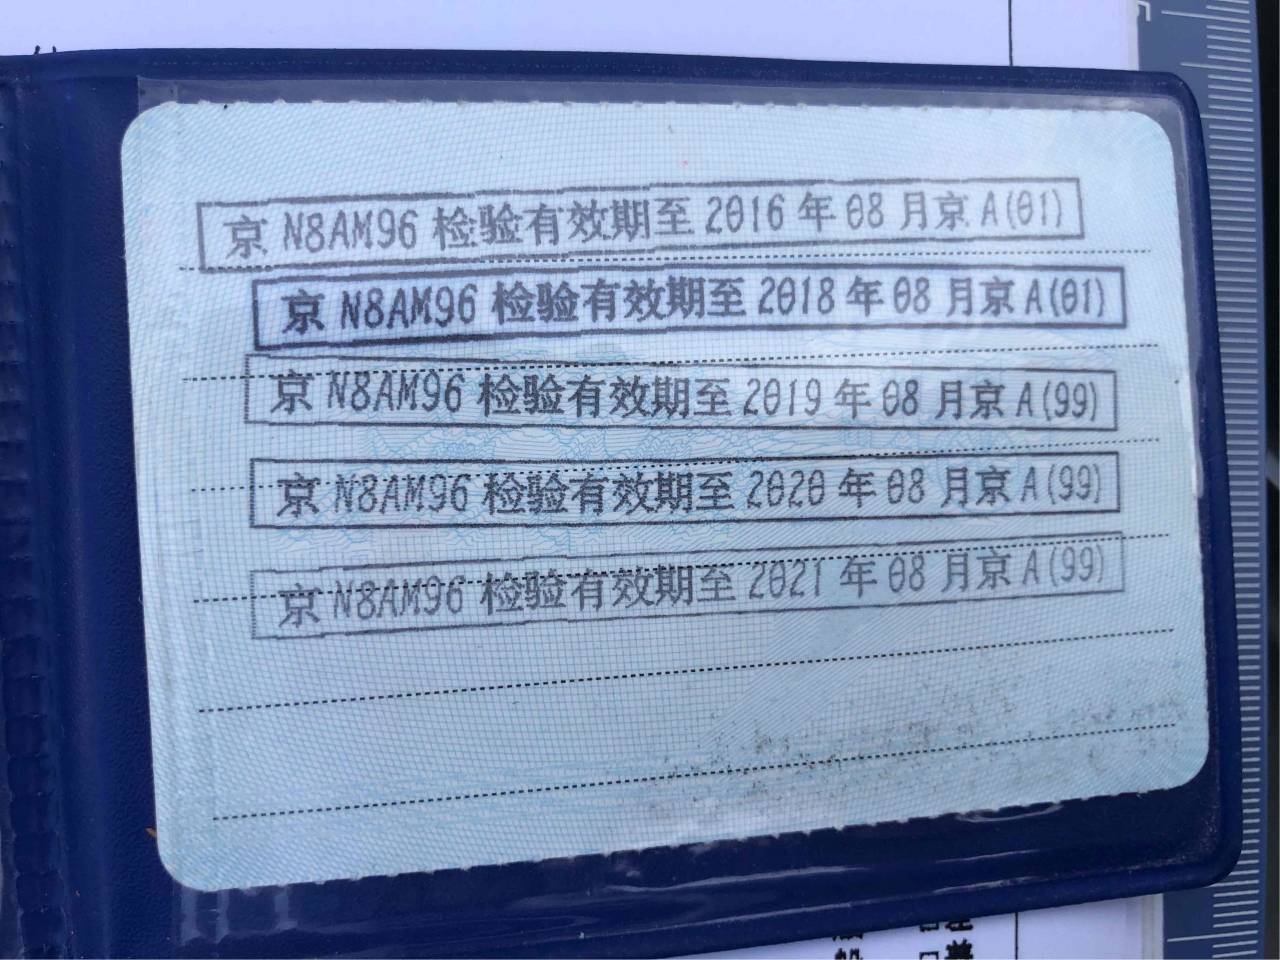 京 N8AM96 检验有效期至 2016 年 08 月京 A(01)
京 N8AM96 检验有效期至 2018 年 08 月京 A(01)
京 N8AM96 检验有效期至 2019 年 08 月京 A(99)
京 N8AM96 检验有效期至 2020 年 08 月京 A(99)
京 N8AM96 检验有效期至 2021 年 08 月京 A(99)